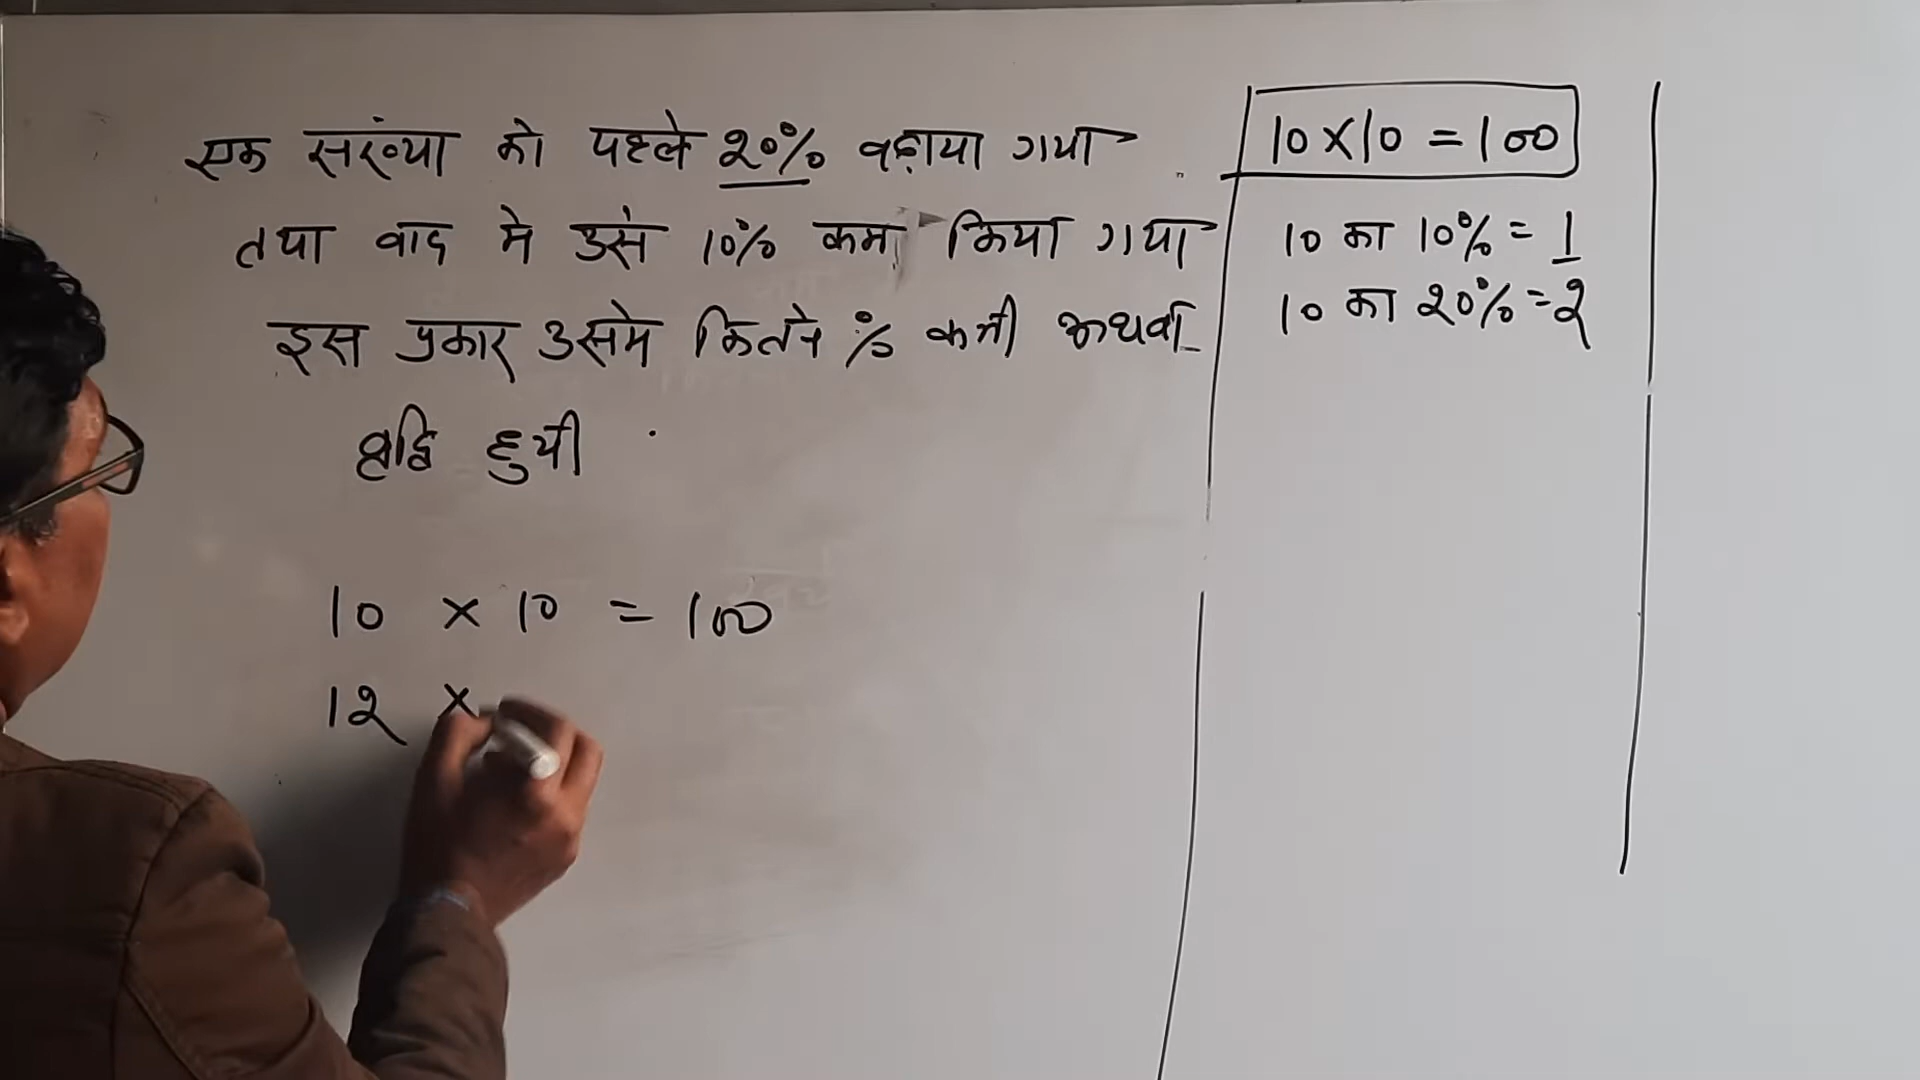 एक संख्या को पहले 20% बढ़ाया गया
तथा बाद मे उसे 10% कम किया गया
इस प्रकार उसमे कितने % कमी अथवा
वृद्धि हुयी
10 × 10 = 100
12 ×
10 × 10 = 100
10 का 10% = 1
10 का 20% = 2